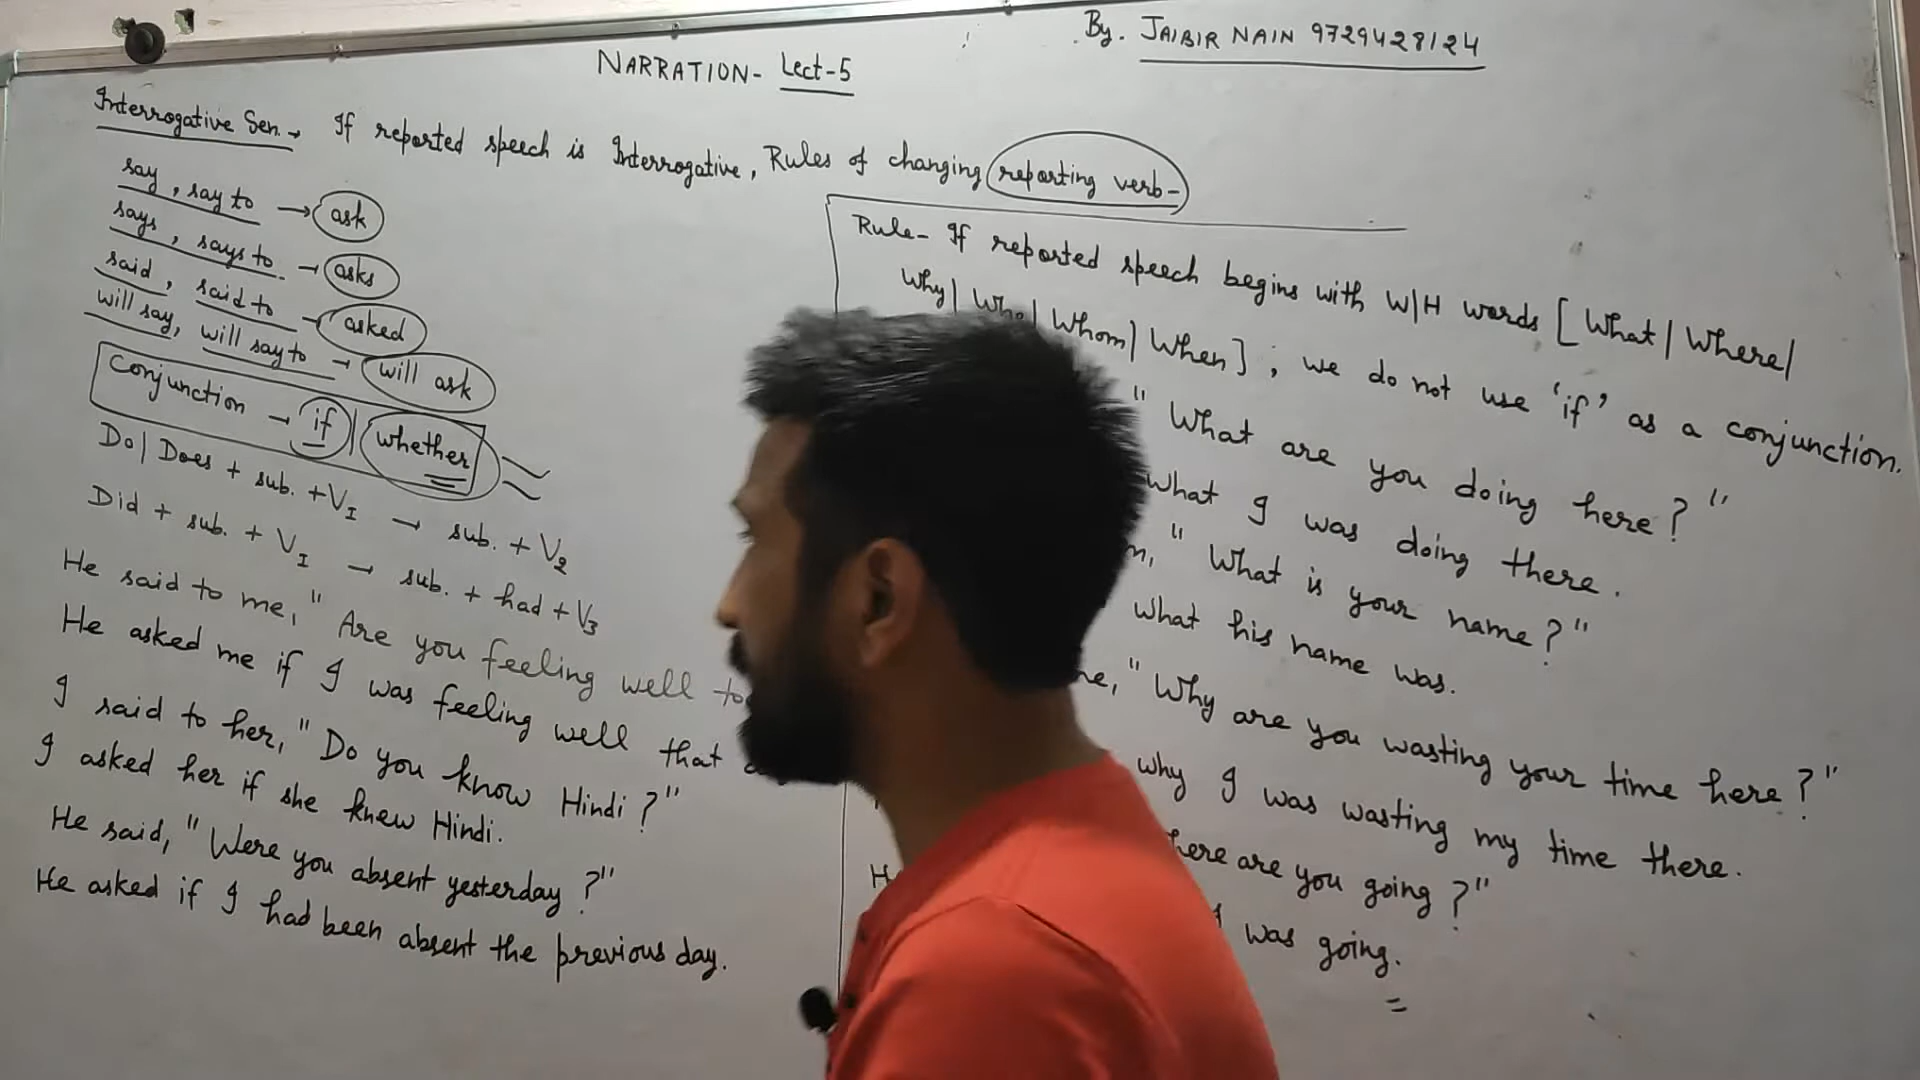 By. JAIBIR NAIN 9729428124
NARRATION- Lect-5
Interrogative Sen. → If reported speech is Interrogative, Rules of changing reporting verb-
say, say to → ask
says, says to → asks
said, said to → asked
will say, will say to → will ask
Conjunction → if | whether
Do | Does + sub. + V1 → sub. + V2
Did + sub. + V1 → sub. + had + V3
He said to me, " Are you feeling well
He asked me if I was feeling well that
I said to her, " Do you know Hindi ?"
I asked her if she knew Hindi.
He said, " Were you absent yesterday ?"
He asked if I had been absent the previous day.
Rule- If reported speech begins with W|H words [ What | Where |
Why | Who | Whom | When ] , we do not use 'if' as a conjunction.
" What are you doing here ? "
what I was doing there.
" What is your name ? "
what his name was.
" Why are you wasting your time here ? "
why I was wasting my time there.
are you going ? "
was going.